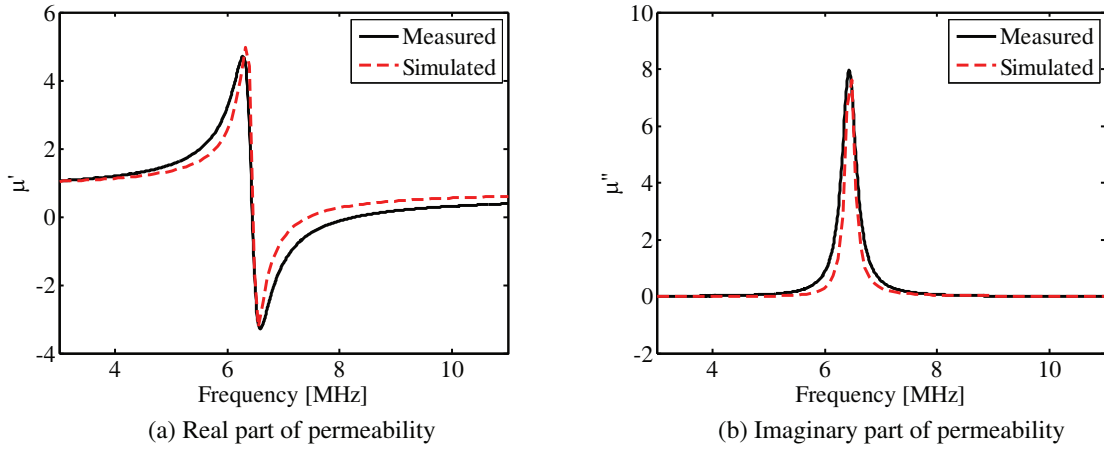 6
4
2
0
-2
-4
μ'
4
6
8
10
Frequency [MHz]
Measured
Simulated
(a) Real part of permeability
10
8
6
4
2
0
-2
μ''
4
6
8
10
Frequency [MHz]
Measured
Simulated
(b) Imaginary part of permeability